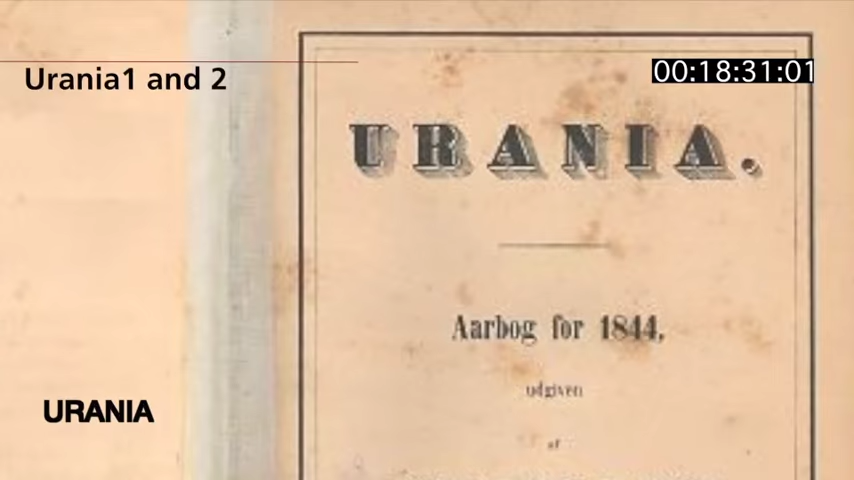 Urania1 and 2
00:18:31:01
URANIA.
Aarbog for 1844,
udgiven
af
URANIA